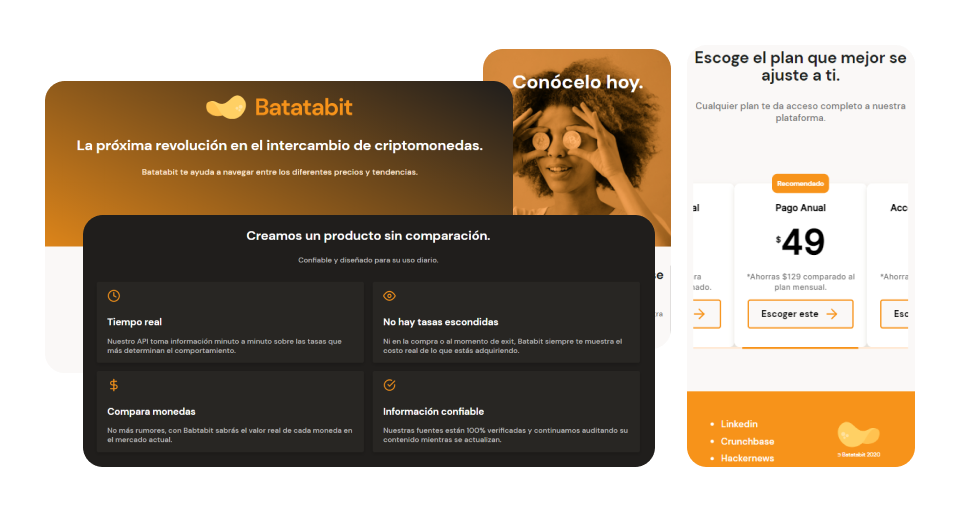 Batatabit
La próxima revolución en el intercambio de criptomonedas.
Batatabit te ayuda a navegar entre los diferentes precios y tendencias.
Conócelo hoy.
Creamos un producto sin comparación.
Confiable y diseñado para su uso diario.
Tiempo real
Nuestro API toma información minuto a minuto sobre las tasas que
más determinan el comportamiento.
No hay tasas escondidas
Ni en la compra o al momento de exit, Batabit siempre te muestra el
costo real de lo que estás adquiriendo.
Compara monedas
No más rumores, con Babtabit sabrás el valor real de cada moneda en
el mercado actual.
Información confiable
Nuestras fuentes están 100% verificadas y continuamos auditando su
contenido mientras se actualizan.
Escoge el plan que mejor se
ajuste a ti.
Cualquier plan te da acceso completo a nuestra
plataforma.
Recomendado
Pago Anual
$49
*Ahorras $129 comparado al
plan mensual.
Escoger este
Linkedin
Crunchbase
Hackernews
Batatabit 2020